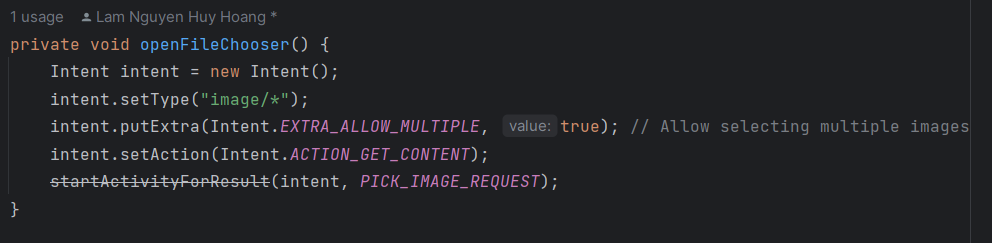 1 usage Lam Nguyen Huy Hoang *
private void openFileChooser() {
    Intent intent = new Intent();
    intent.setType("image/*");
    intent.putExtra(Intent.EXTRA_ALLOW_MULTIPLE, value: true); // Allow selecting multiple images
    intent.setAction(Intent.ACTION_GET_CONTENT);
    startActivityForResult(intent, PICK_IMAGE_REQUEST);
}